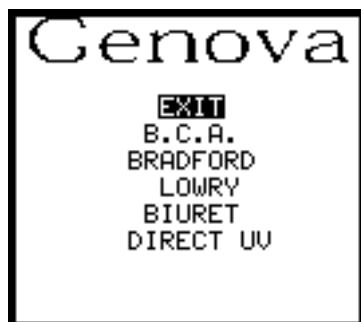 Genova
EXIT
B.C.A.
BRADFORD
LOWRY
BIURET
DIRECT UV